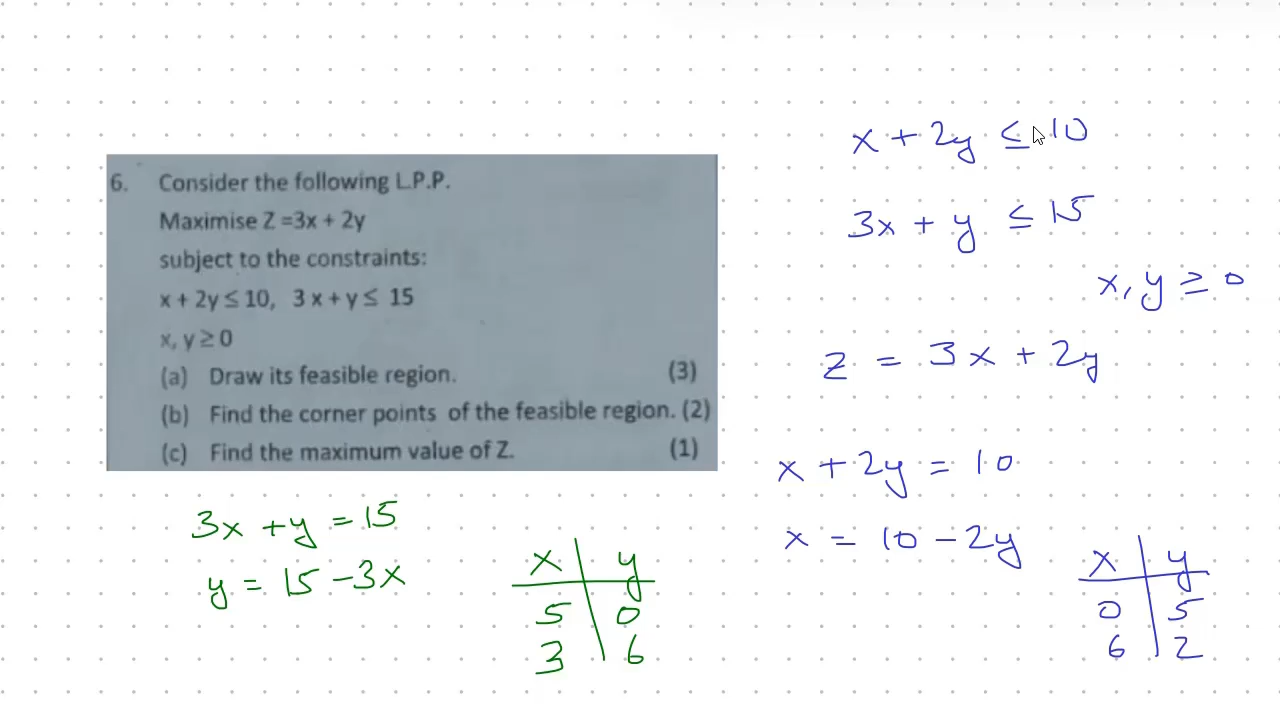 6. Consider the following L.P.P.
Maximise Z =3x + 2y
subject to the constraints:
x + 2y ≤ 10, 3 x + y ≤ 15
x, y ≥ 0
(a) Draw its feasible region. (3)
(b) Find the corner points of the feasible region. (2)
(c) Find the maximum value of Z. (1)
x + 2y ≤ 10
3x + y ≤ 15
x, y ≥ 0
z = 3x + 2y
x + 2y = 10
x = 10 - 2y
x y
0 5
6 2
3x + y = 15
y = 15 - 3x
x y
5 0
3 6